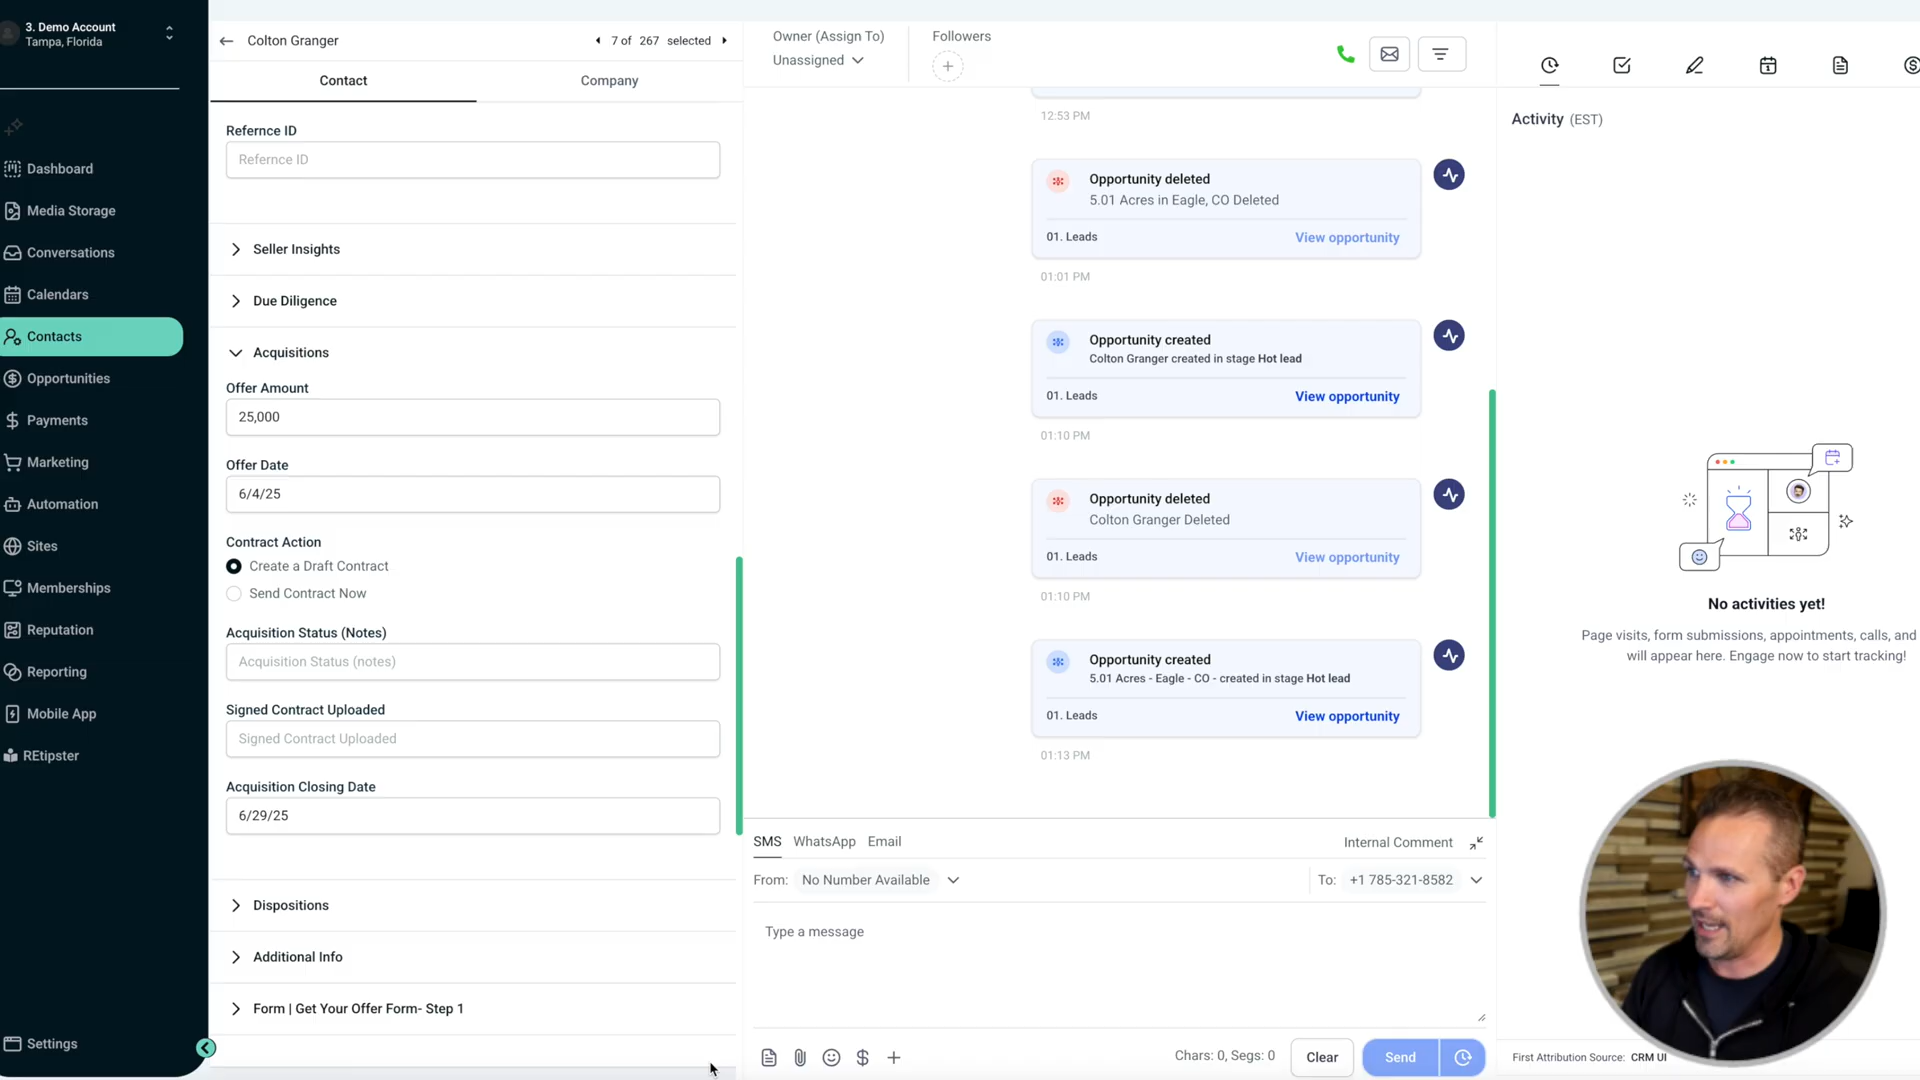 3. Demo Account
Tampa, Florida
Dashboard
Media Storage
Conversations
Calendars
Contacts
Opportunities
Payments
Marketing
Automation
Sites
Memberships
Reputation
Reporting
Mobile App
REtipster
Settings
Colton Granger
7 of 267 selected
Contact
Company
Refernce ID
Refernce ID
Seller Insights
Due Diligence
Acquisitions
Offer Amount
25,000
Offer Date
6/4/25
Contract Action
Create a Draft Contract
Send Contract Now
Acquisition Status (Notes)
Acquisition Status (notes)
Signed Contract Uploaded
Signed Contract Uploaded
Acquisition Closing Date
6/29/25
Dispositions
Additional Info
Form | Get Your Offer Form- Step 1
Owner (Assign To)
Unassigned
Followers
12:53 PM
Opportunity deleted
5.01 Acres in Eagle, CO Deleted
01. Leads
View opportunity
01:01 PM
Opportunity created
Colton Granger created in stage Hot lead
01. Leads
View opportunity
01:10 PM
Opportunity deleted
Colton Granger Deleted
01. Leads
View opportunity
01:10 PM
Opportunity created
5.01 Acres - Eagle - CO - created in stage Hot lead
01. Leads
View opportunity
01:13 PM
SMS
WhatsApp
Email
Internal Comment
From: No Number Available
To: +1 785-321-8582
Type a message
Chars: 0, Segs: 0
Clear
Send
Activity (EST)
No activities yet!
Page visits, form submissions, appointments, calls, and
will appear here. Engage now to start tracking!
First Attribution Source: CRM UI